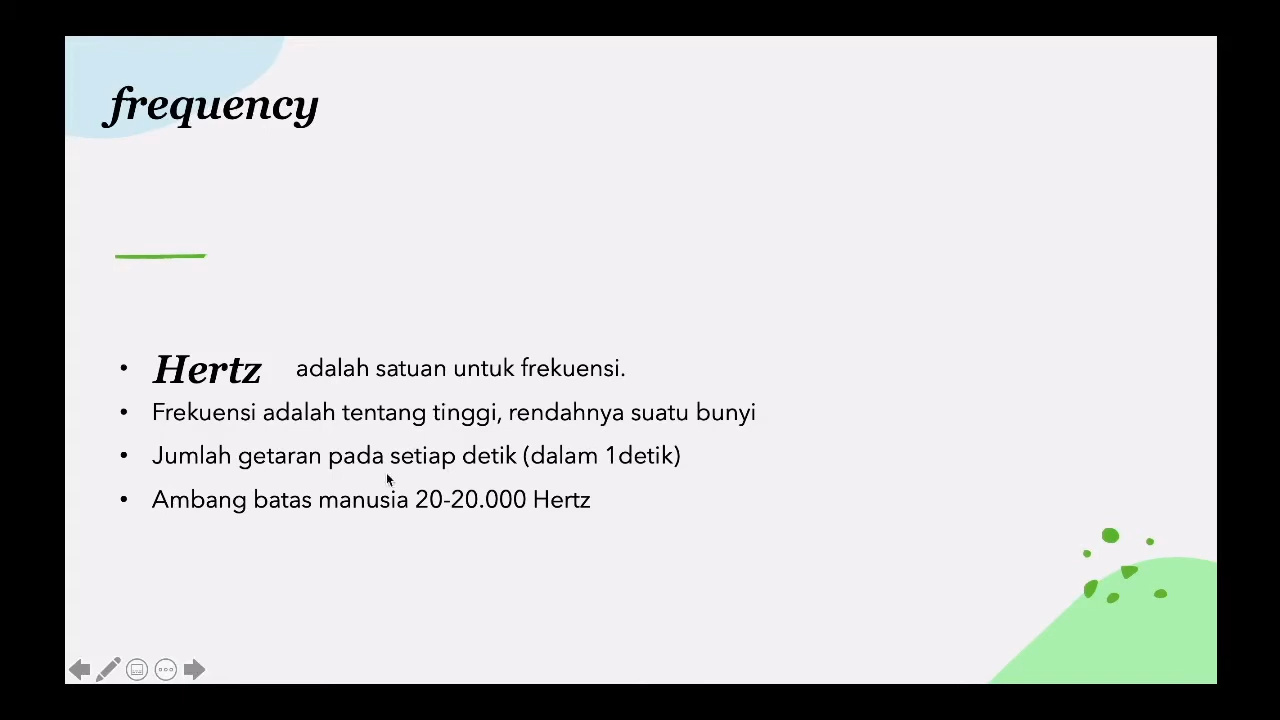 frequency
• Hertz adalah satuan untuk frekuensi.
• Frekuensi adalah tentang tinggi, rendahnya suatu bunyi
• Jumlah getaran pada setiap detik (dalam 1detik)
• Ambang batas manusia 20-20.000 Hertz